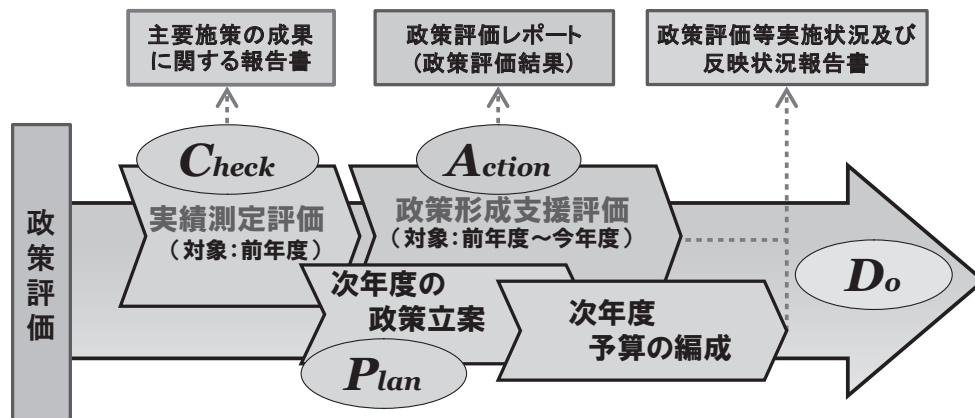 主要施策の成果
に関する報告書
政策評価レポート
（政策評価結果）
政策評価等実施状況及び
反映状況報告書
政策評価
Check
実績測定評価
（対象：前年度）
Action
政策形成支援評価
（対象：前年度～今年度）
次年度の
政策立案
Plan
次年度
予算の編成
Do